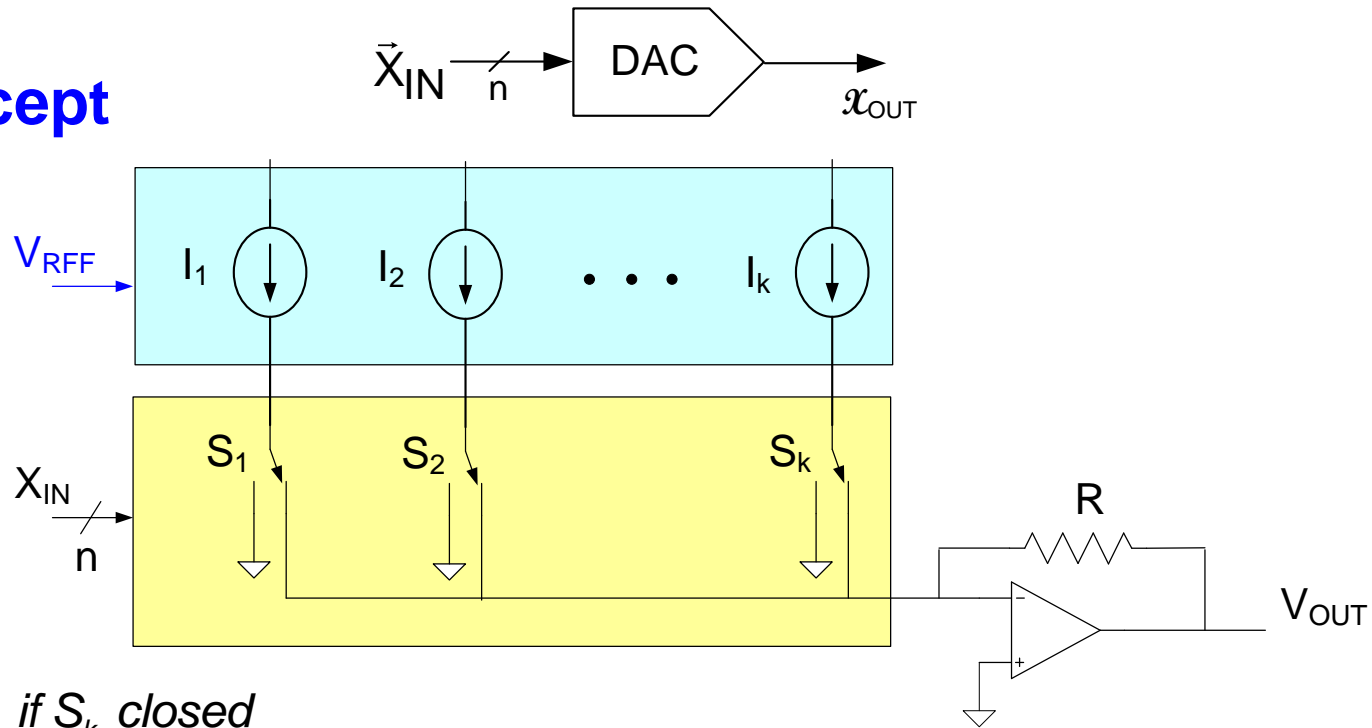 X⃗IN n DAC 𝒳OUT
cept
VRFF I1 I2 • • • Ik
S1 S2 Sk
XIN n
R
− + VOUT
if Sk closed